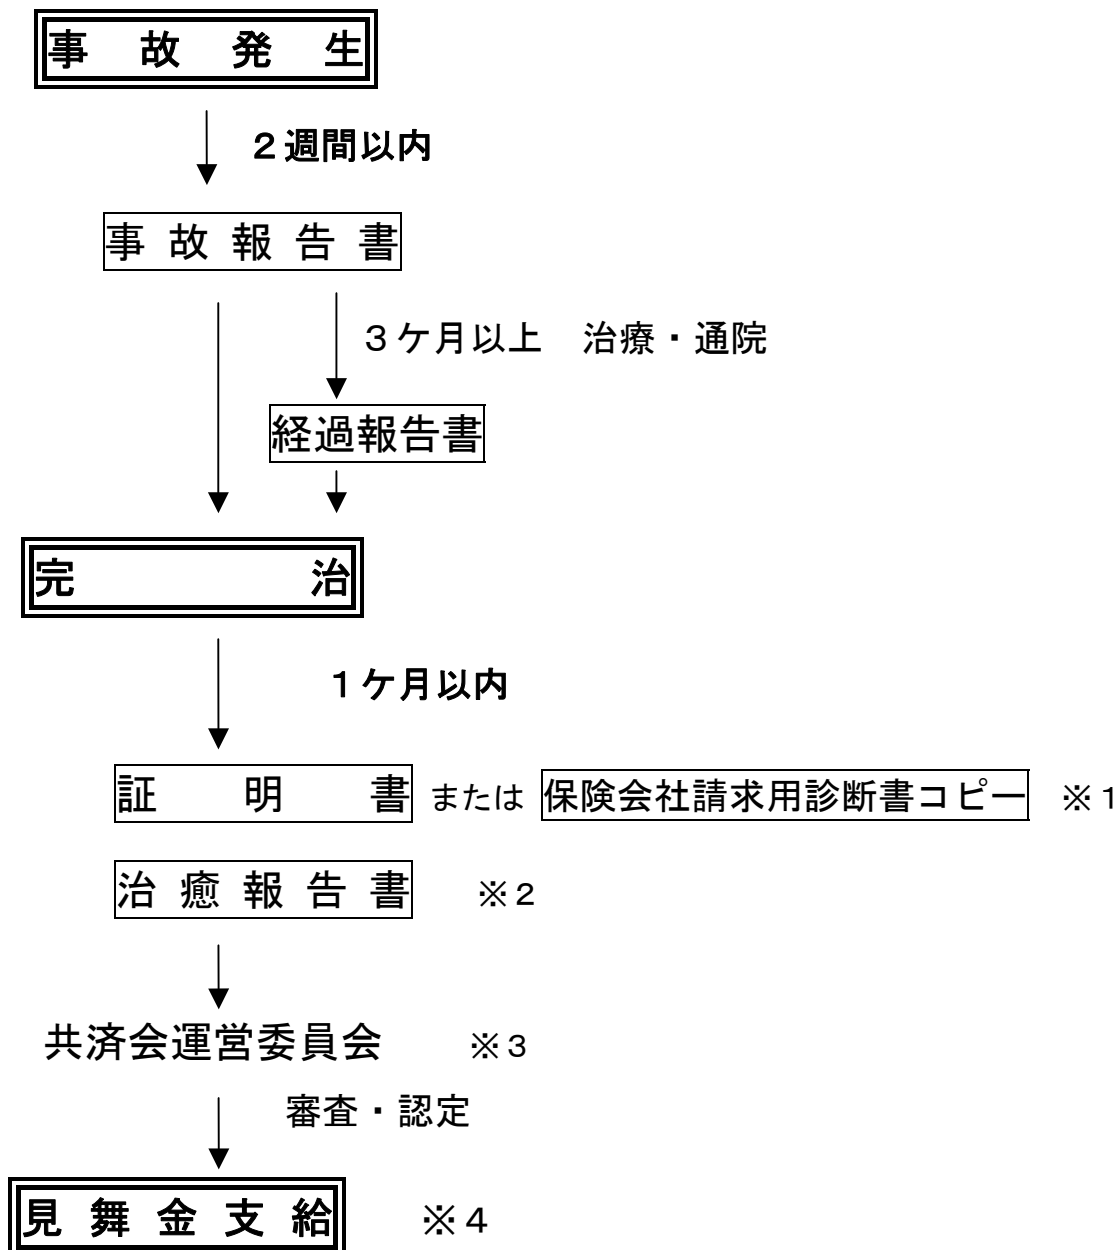 事故発生
２週間以内
事故報告書
３ケ月以上　治療・通院
経過報告書
完治
１ケ月以内
証明書 または 保険会社請求用診断書コピー ※１
治癒報告書 ※２
共済会運営委員会 ※３
審査・認定
見舞金支給 ※４